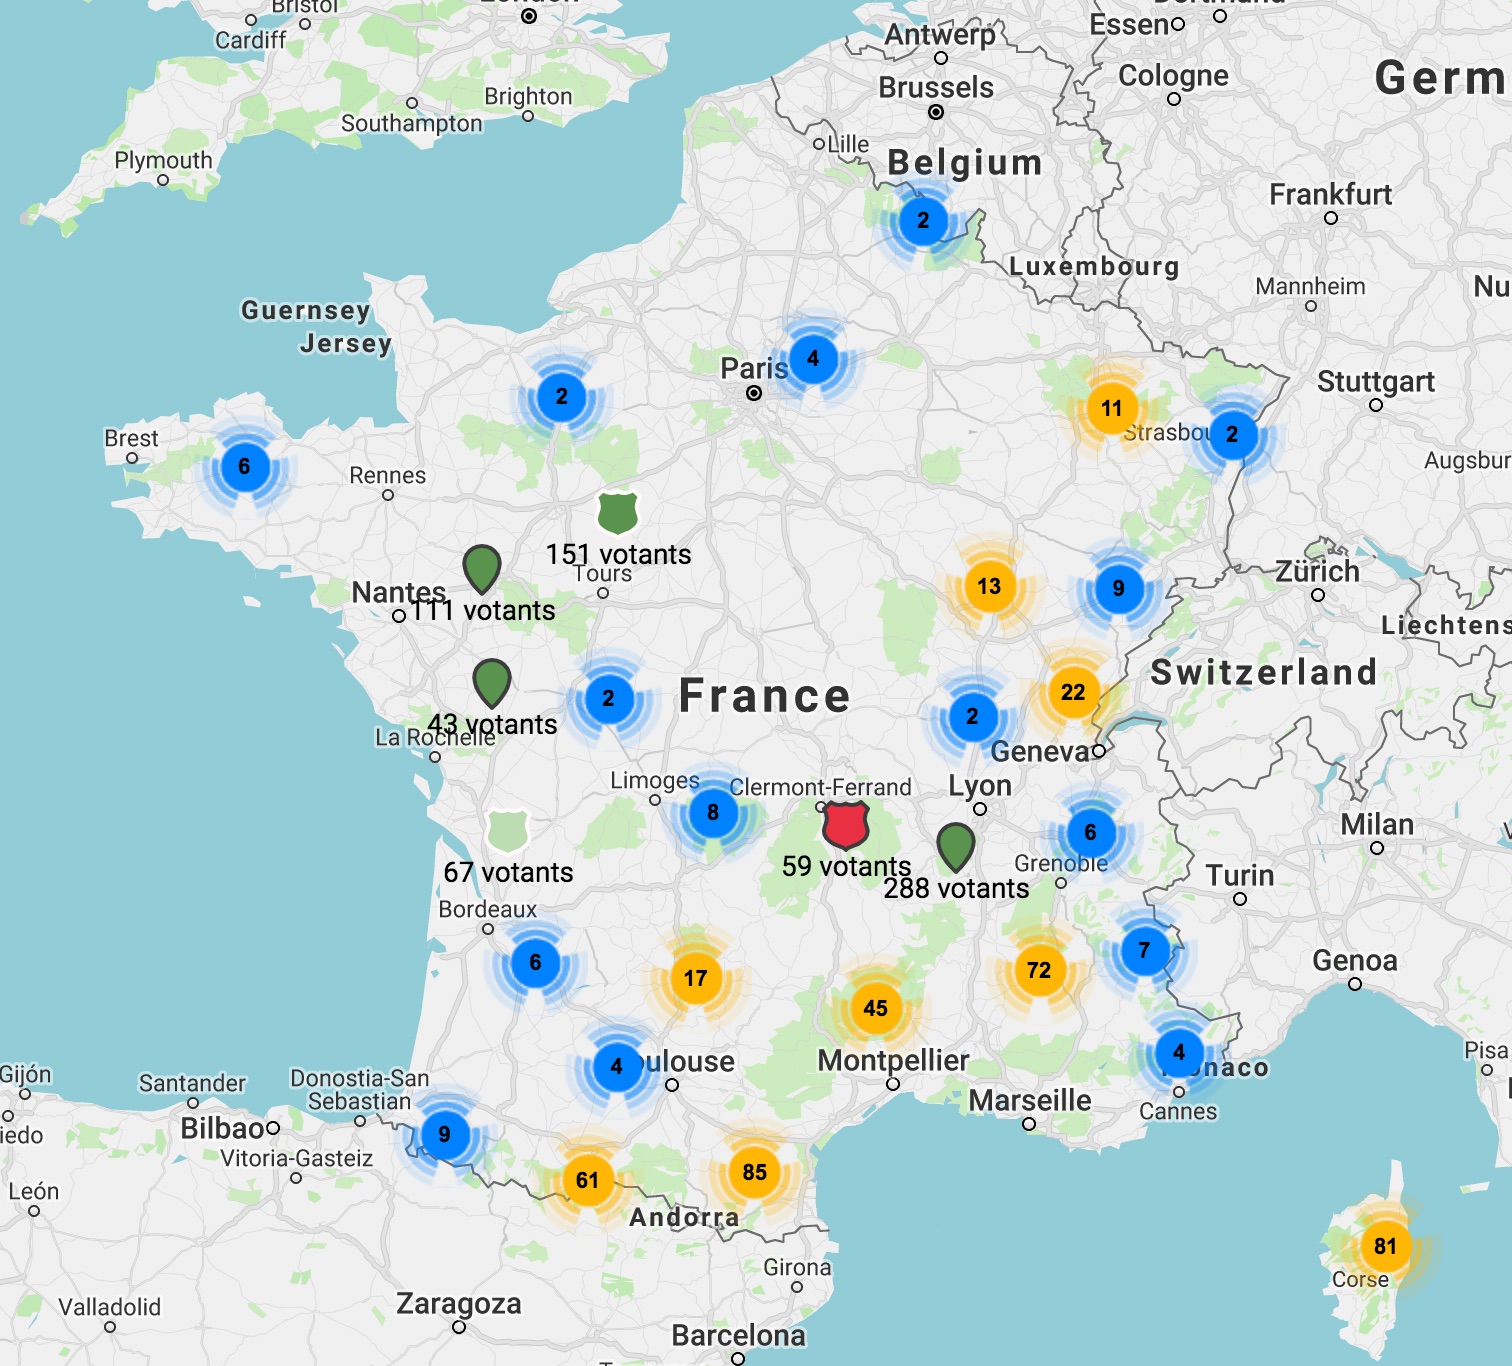 Bristol
Cardiff
London
Dortmund
Essen
Antwerp
Cologne
Germ
Brussels
Brighton
Southampton
Lille
Belgium
Plymouth
Frankfurt
2
Luxembourg
Mannheim
Nu
Guernsey
Jersey
4
Paris
Stuttgart
2
11
Strasbou
2
Brest
6
Rennes
Augsbur
151 votants
Tours
Zürich
13
9
Nantes
111 votants
Liechtens
Switzerland
France
22
2
2
43 votants
La Rochelle
Geneva
Limoges
Clermont-Ferrand
Lyon
8
Milan
6
59 votants
Grenoble
67 votants
288 votants
Turin
Bordeaux
6
17
72
7
Genoa
45
4
oulouse
Montpellier
4
onaco
Pisa
Gijón
Santander
Donostia-San
Sebastian
Marseille
Cannes
iedo
Bilbao
9
Vitoria-Gasteiz
61
85
León
Andorra
81
Girona
Corse
Valladolid
Zaragoza
Barcelona